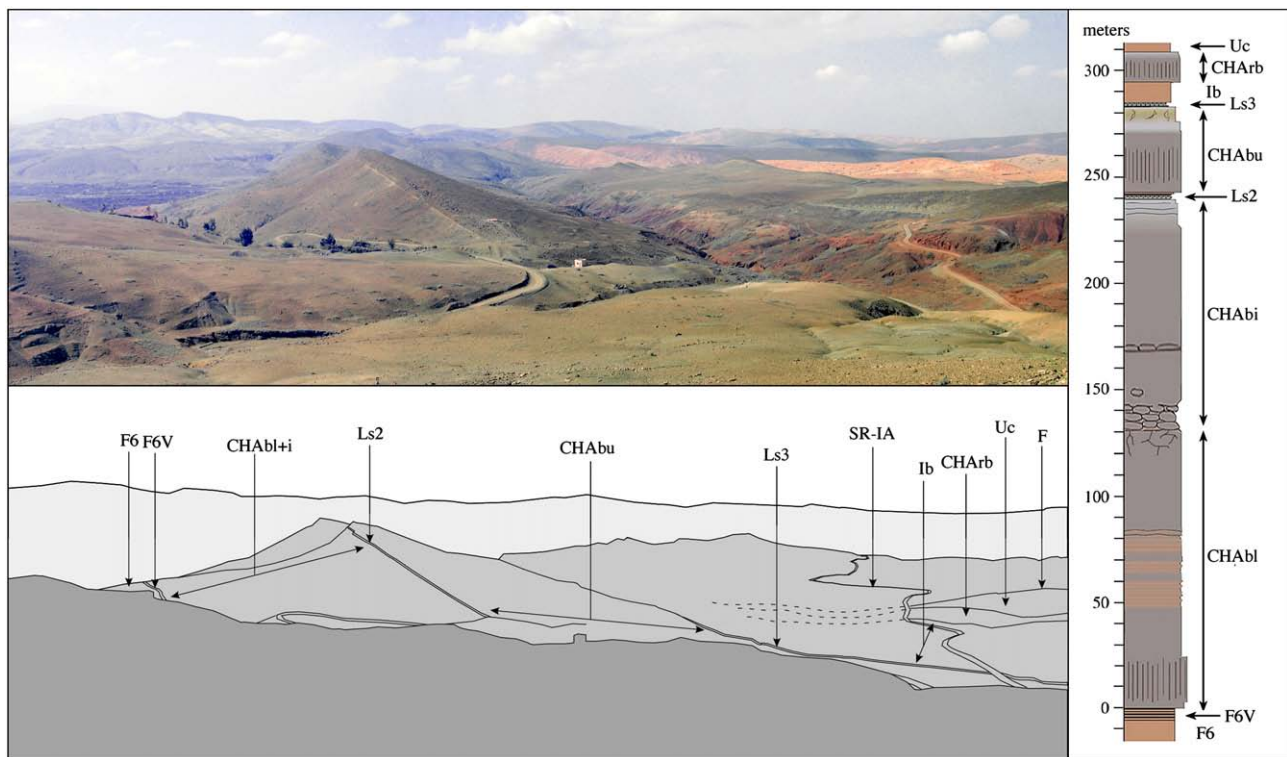 meters
Uc
CHArb
300
Ib
Ls3
CHAbu
250
Ls2
200
CHAbi
150
100
CHAbl
50
0
F6V
F6
F6 F6V CHAbl+i Ls2 CHAbu Ls3 SR-IA Ib CHArb Uc F